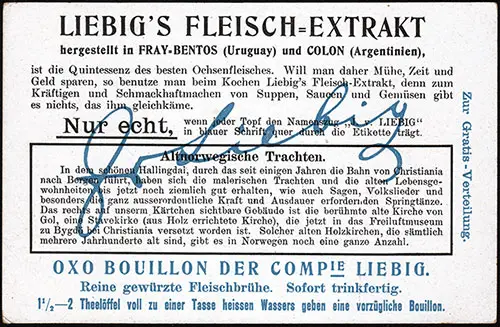 LIEBIG'S FLEISCH=EXTRAKT
hergestellt in FRAY-BENTOS (Uruguay) und COLON (Argentinien),
ist die Quintessenz des besten Ochsenfleisches. Will man daher Mühe, Zeit und
Geld sparen, so benutze man beim Kochen Liebig's Fleisch-Extrakt, denn zum
Kräftigen und Schmackhaftmachen von Suppen, Saucen und Gemüsen gibt
es nichts, das ihm gleichkäme.
Nur echt, wenn jeder Topf den Namenszug "J. v. LIEBIG"
in blauer Schrift quer durch die Etikette trägt.
Altnorwegische Trachten.
In dem schönen Hallingdal, durch das seit einigen Jahren die Bahn von Christiania
nach Bergen führt, haben sich die malerischen Trachten und die alten Lebensge-
wohnheiten bis jetzt noch ziemlich gut erhalten, wie auch Sagen, Volkslieder und
besonders die ganz ausserordentliche Kraft und Ausdauer erfordernden Springtänze.
Das rechts auf unserm Kärtchen sichtbare Gebäude ist die berühmte alte Kirche von
Gol, eine Stavekirke (aus Holz errichtete Kirche), die jetzt in das Freiluftmuseum
zu Bygdö bei Christiania versetzt worden ist. Solcher alten Holzkirchen, die sämtlich
mehrere Jahrhunderte alt sind, gibt es in Norwegen noch eine ganze Anzahl.
Zur Gratis-Verteilung.
OXO BOUILLON DER COMPIE LIEBIG.
Reine gewürzte Fleischbrühe. Sofort trinkfertig.
1½—2 Theelöffel voll zu einer Tasse heissen Wassers geben eine vorzügliche Bouillon.